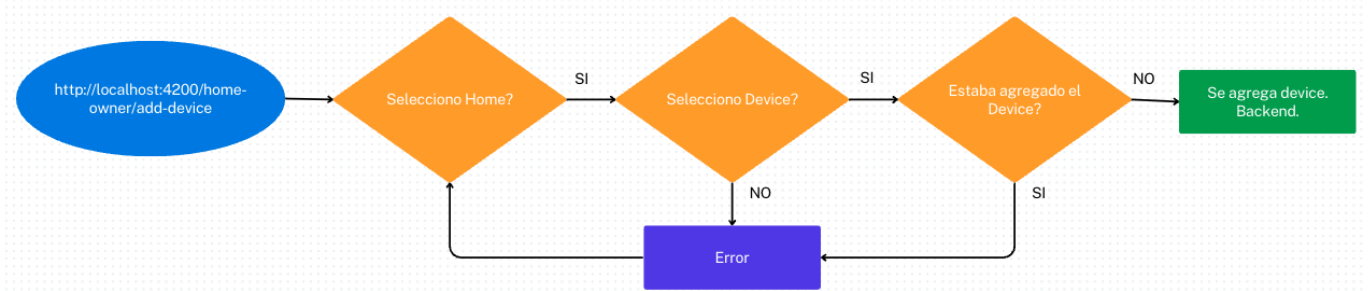 http://localhost:4200/home-
owner/add-device
Selecciono Home?
SI
Selecciono Device?
SI
Estaba agregado el
Device?
NO
Se agrega device.
Backend.
NO
SI
Error